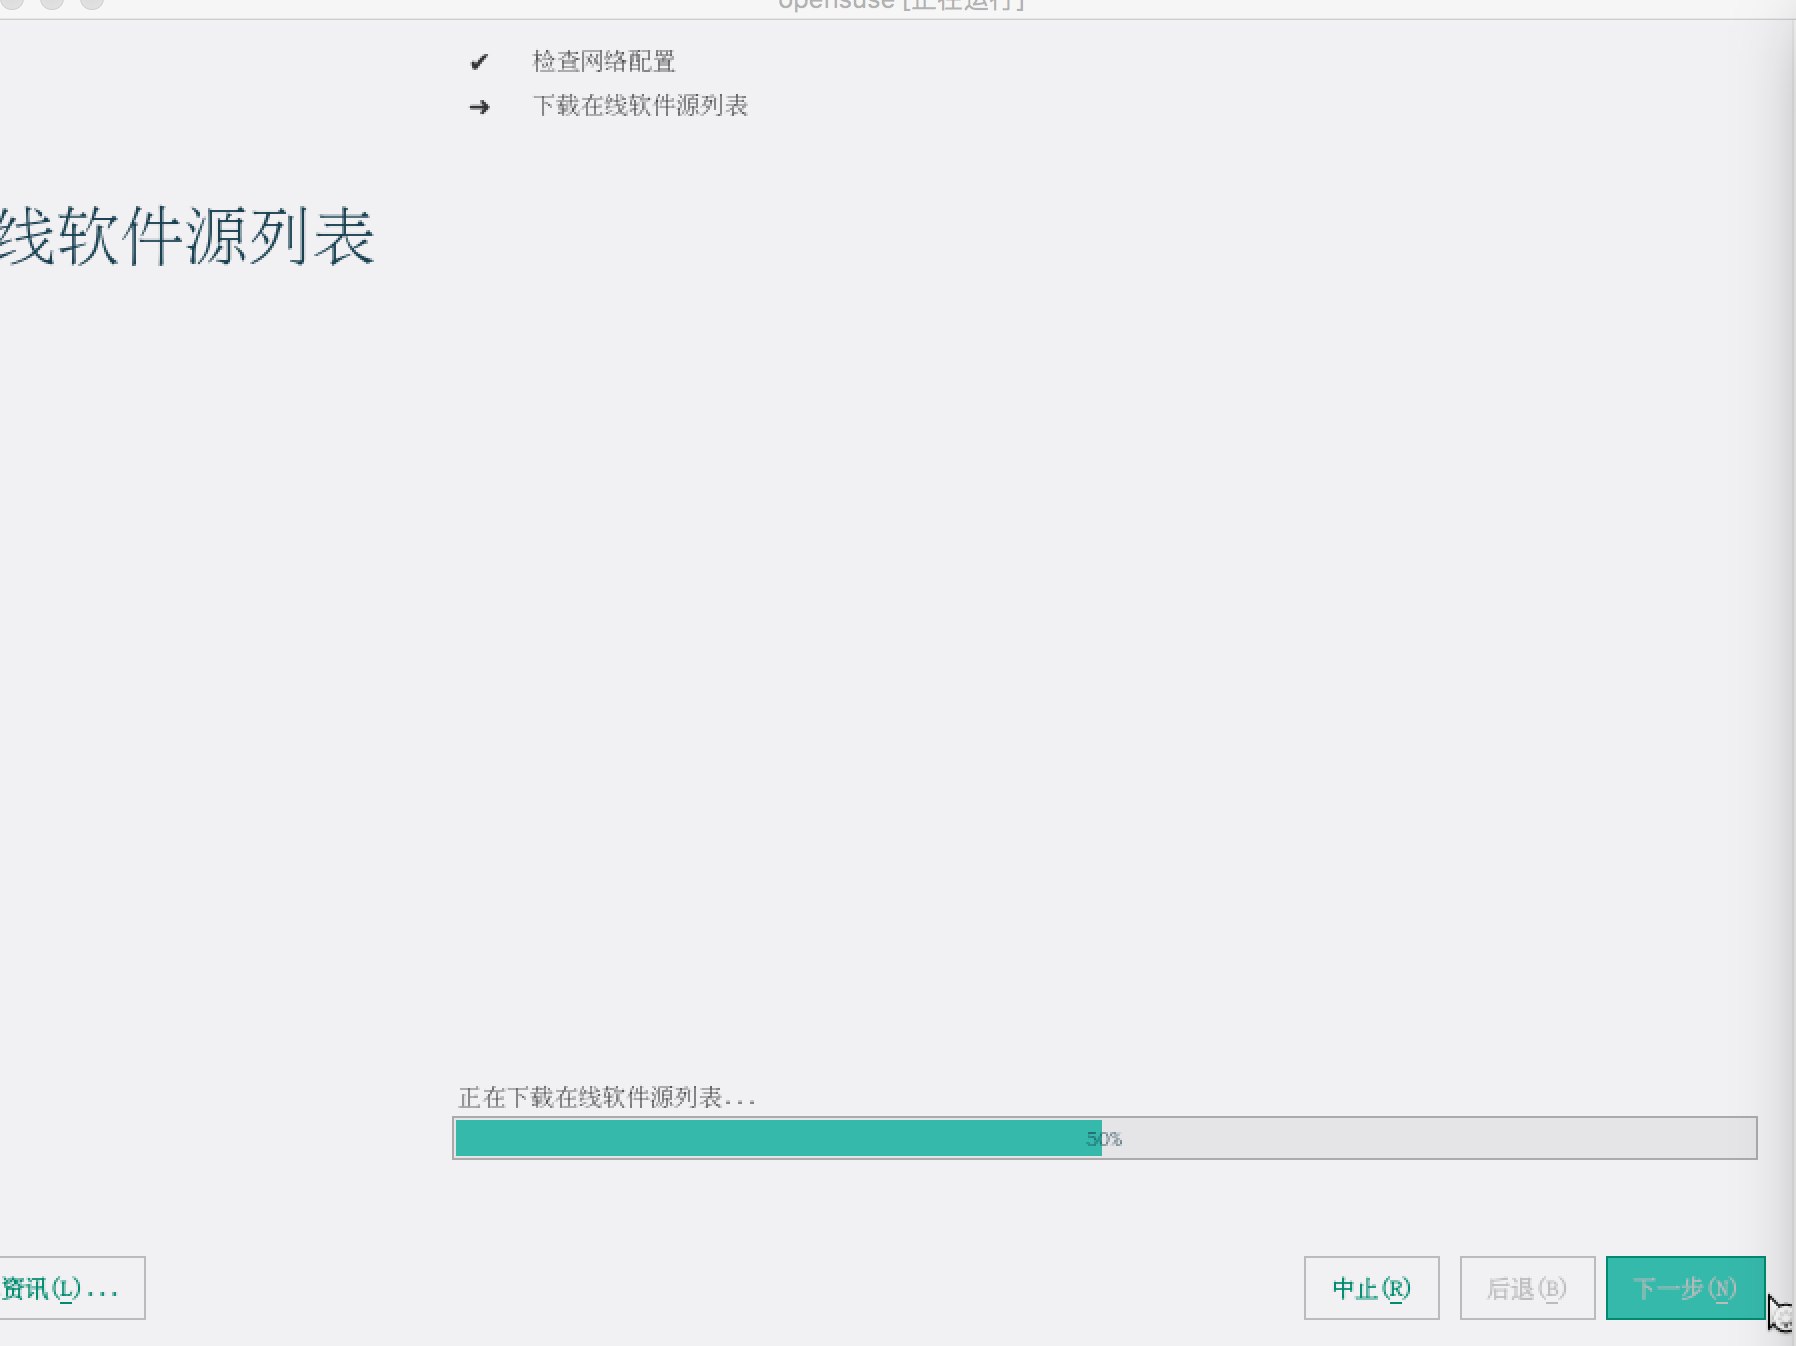 opensuse [正在运行]
✔ 检查网络配置
➔ 下载在线软件源列表
线软件源列表
正在下载在线软件源列表...
50%
资讯(L)...
中止(R)
后退(B)
下一步(N)